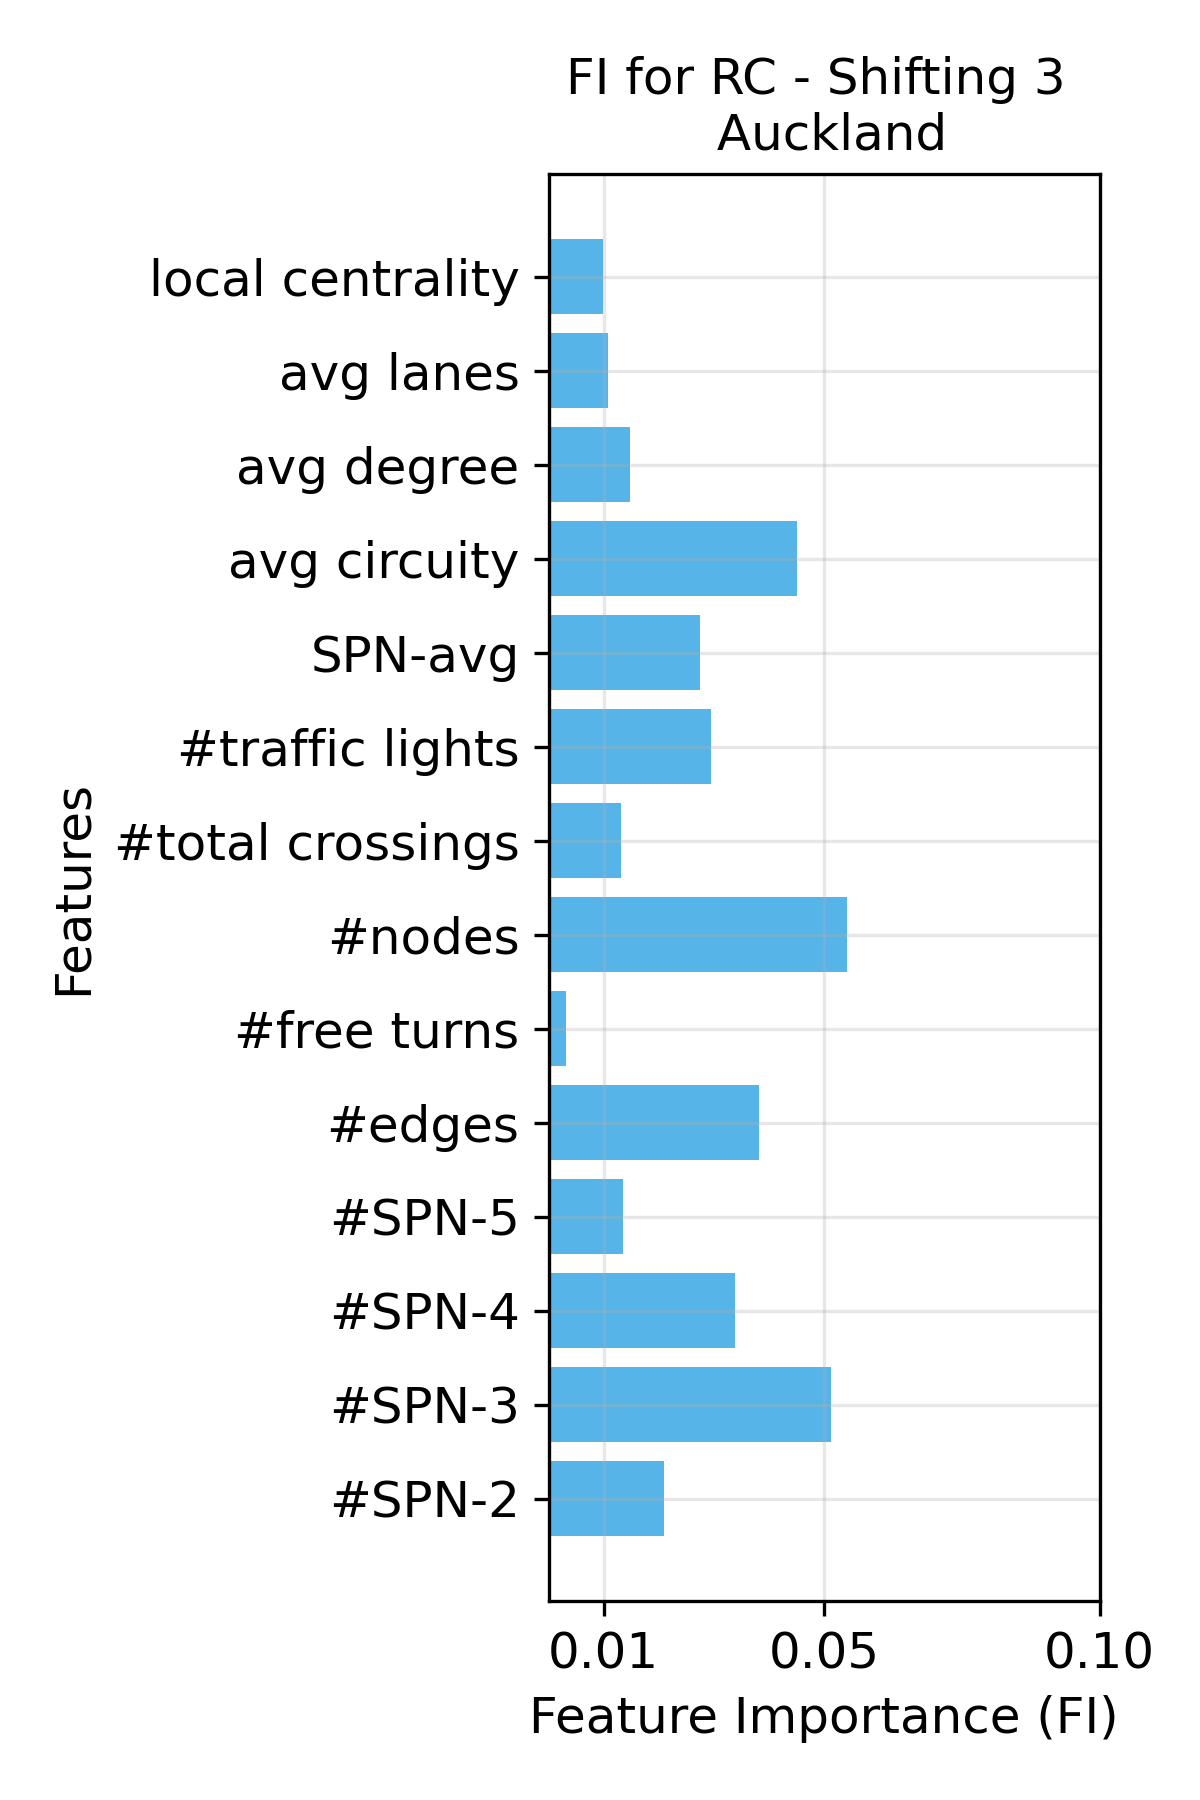 FI for RC - Shifting 3
Auckland
local centrality
avg lanes
avg degree
avg circuity
SPN-avg
#traffic lights
#total crossings
#nodes
#free turns
#edges
#SPN-5
#SPN-4
#SPN-3
#SPN-2
Features
0.01 0.05 0.10
Feature Importance (FI)